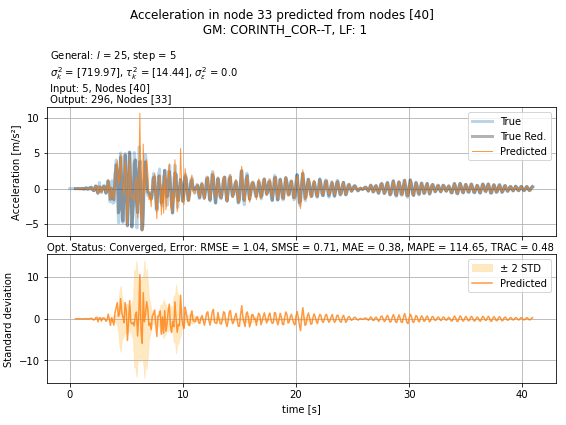 Acceleration in node 33 predicted from nodes [40]
GM: CORINTH_COR--T, LF: 1
General: l = 25, step = 5
σ²ₖ = [719.97], τ²ₖ = [14.44], σ²ₑ = 0.0
Input: 5, Nodes [40]
Output: 296, Nodes [33]
Acceleration [m/s²]
10
5
0
−5
True
True Red.
Predicted
Opt. Status: Converged, Error: RMSE = 1.04, SMSE = 0.71, MAE = 0.38, MAPE = 114.65, TRAC = 0.48
Standard deviation
10
0
−10
± 2 STD
Predicted
0 10 20 30 40
time [s]